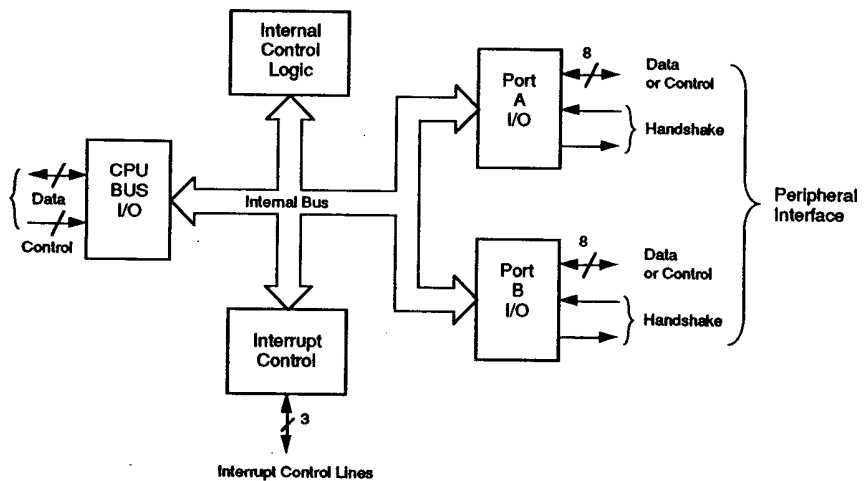 Internal
Control
Logic
CPU
BUS
I/O
Data
Control
Internal Bus
Interrupt
Control
3
Interrupt Control Lines
Port
A
I/O
8
Data
or Control
Handshake
Port
B
I/O
8
Data
or Control
Handshake
Peripheral
Interface